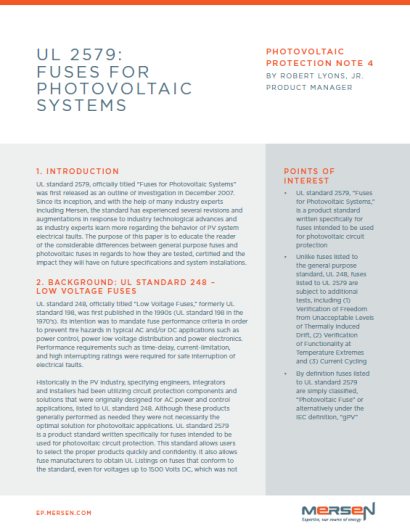 UL 2579:
FUSES FOR
PHOTOVOLTAIC
SYSTEMS
PHOTOVOLTAIC
PROTECTION NOTE 4
BY ROBERT LYONS, JR.
PRODUCT MANAGER
1. INTRODUCTION
UL standard 2579, officially titled “Fuses for Photovoltaic Systems”
was first released as an outline of investigation in December 2007.
Since its inception, and with the help of many industry experts
including Mersen, the standard has experienced several revisions and
augmentations in response to industry technological advances and
as industry experts learn more regarding the behavior of PV system
electrical faults. The purpose of this paper is to educate the reader
of the considerable differences between general purpose fuses and
photovoltaic fuses in regards to how they are tested, certified and the
impact they will have on future specifications and system installations.
2. BACKGROUND: UL STANDARD 248 –
LOW VOLTAGE FUSES
UL standard 248, officially titled “Low Voltage Fuses,” formerly UL
standard 198, was first published in the 1990s (UL standard 198 in the
1970's). Its intention was to mandate fuse performance criteria in order
to prevent fire hazards in typical AC and/or DC applications such as
power control, power low voltage distribution and power electronics.
Performance requirements such as time-delay, current-limitation,
and high interrupting ratings were required for safe interruption of
electrical faults.
Historically in the PV industry, specifying engineers, integrators
and installers had been utilizing circuit protection components and
solutions that were originally designed for AC power and control
applications, listed to UL standard 248. Although these products
generally performed as needed they were not necessarily the
optimal solution for photovoltaic applications. UL standard 2579
is a product standard written specifically for fuses intended to be
used for photovoltaic circuit protection. This standard allows users
to select the proper products quickly and confidently. It also allows
fuse manufacturers to obtain UL Listings on fuses that conform to
the standard, even for voltages up to 1500 Volts DC, which was not
POINTS OF
INTEREST
• UL standard 2579, “Fuses
for Photovoltaic Systems,”
is a product standard
written specifically for
fuses intended to be used
for photovoltaic circuit
protection
• Unlike fuses listed to
the general purpose
standard, UL 248, fuses
listed to UL 2579 are
subject to additional
tests, including (1)
Verification of Freedom
from Unacceptable Levels
of Thermally Induced
Drift, (2) Verification
of Functionality at
Temperature Extremes
and (3) Current Cycling
• By definition fuses listed
to UL standard 2579
are simply classified,
“Photovoltaic Fuse” or
alternatively under the
IEC definition, “gPV”
EP.MERSEN.COM
MERSEN
Expertise, our source of energy